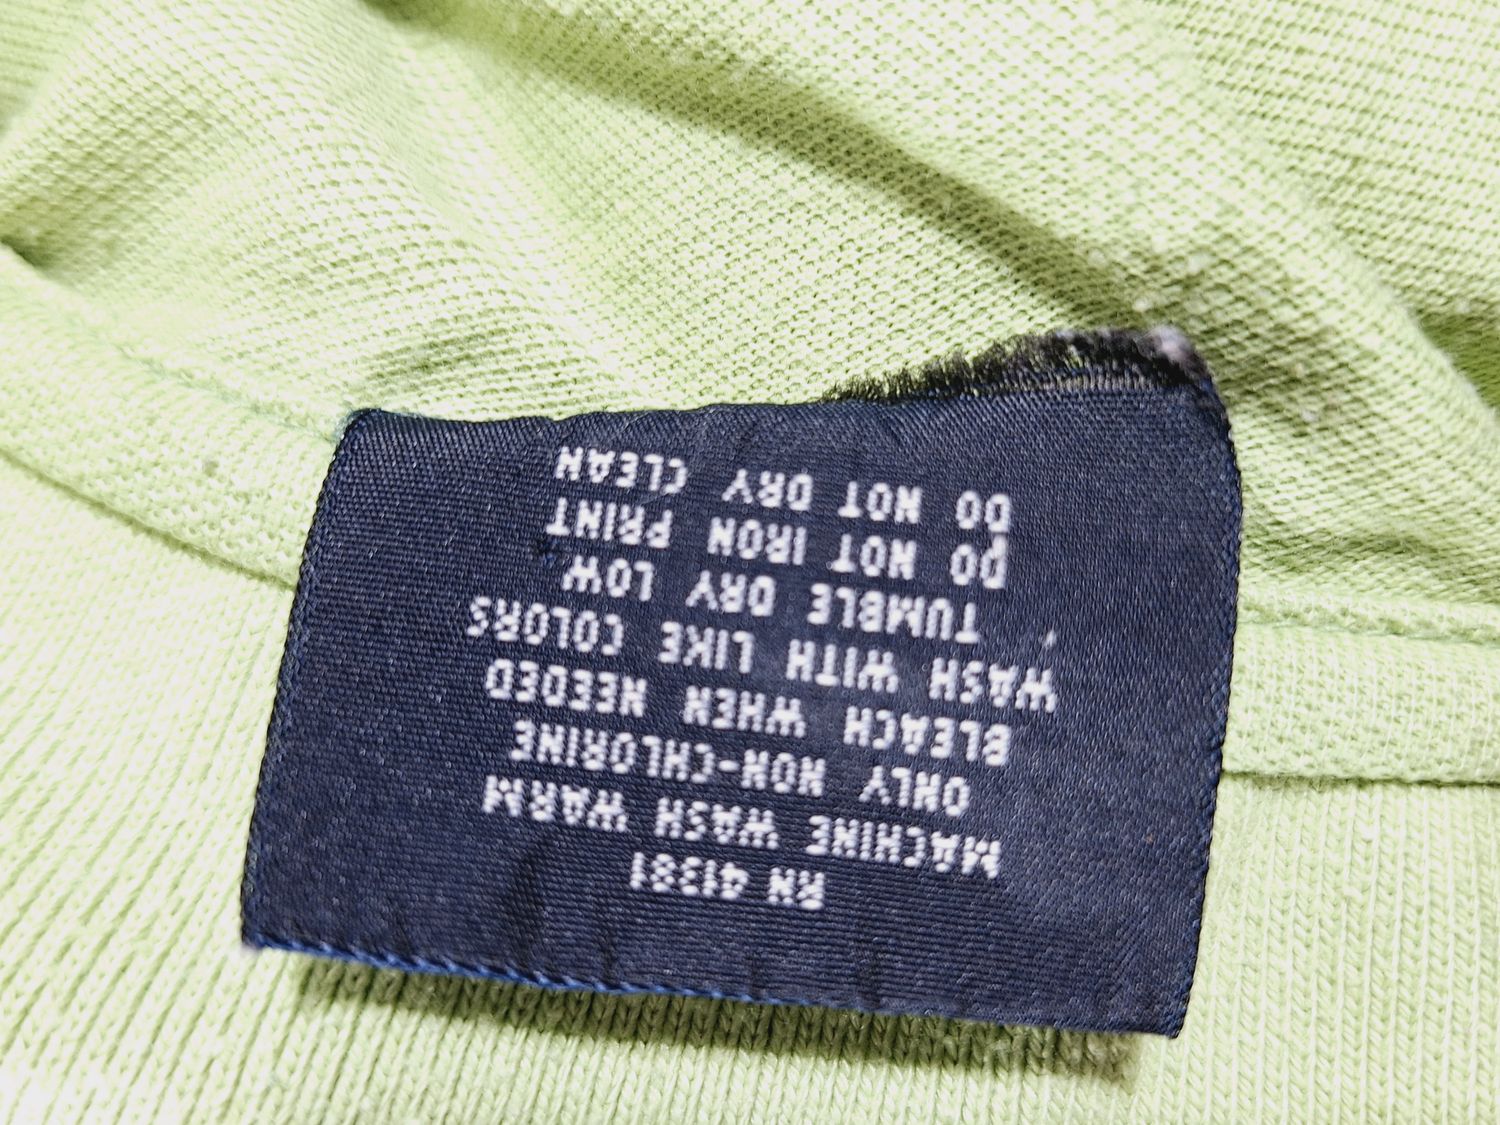 RN 41381
MACHINE WASH WARM
ONLY NON-CHLORINE
BLEACH WHEN NEEDED
WASH WITH LIKE COLORS
TUMBLE DRY LOW
DO NOT IRON PRINT
DO NOT DRY CLEAN